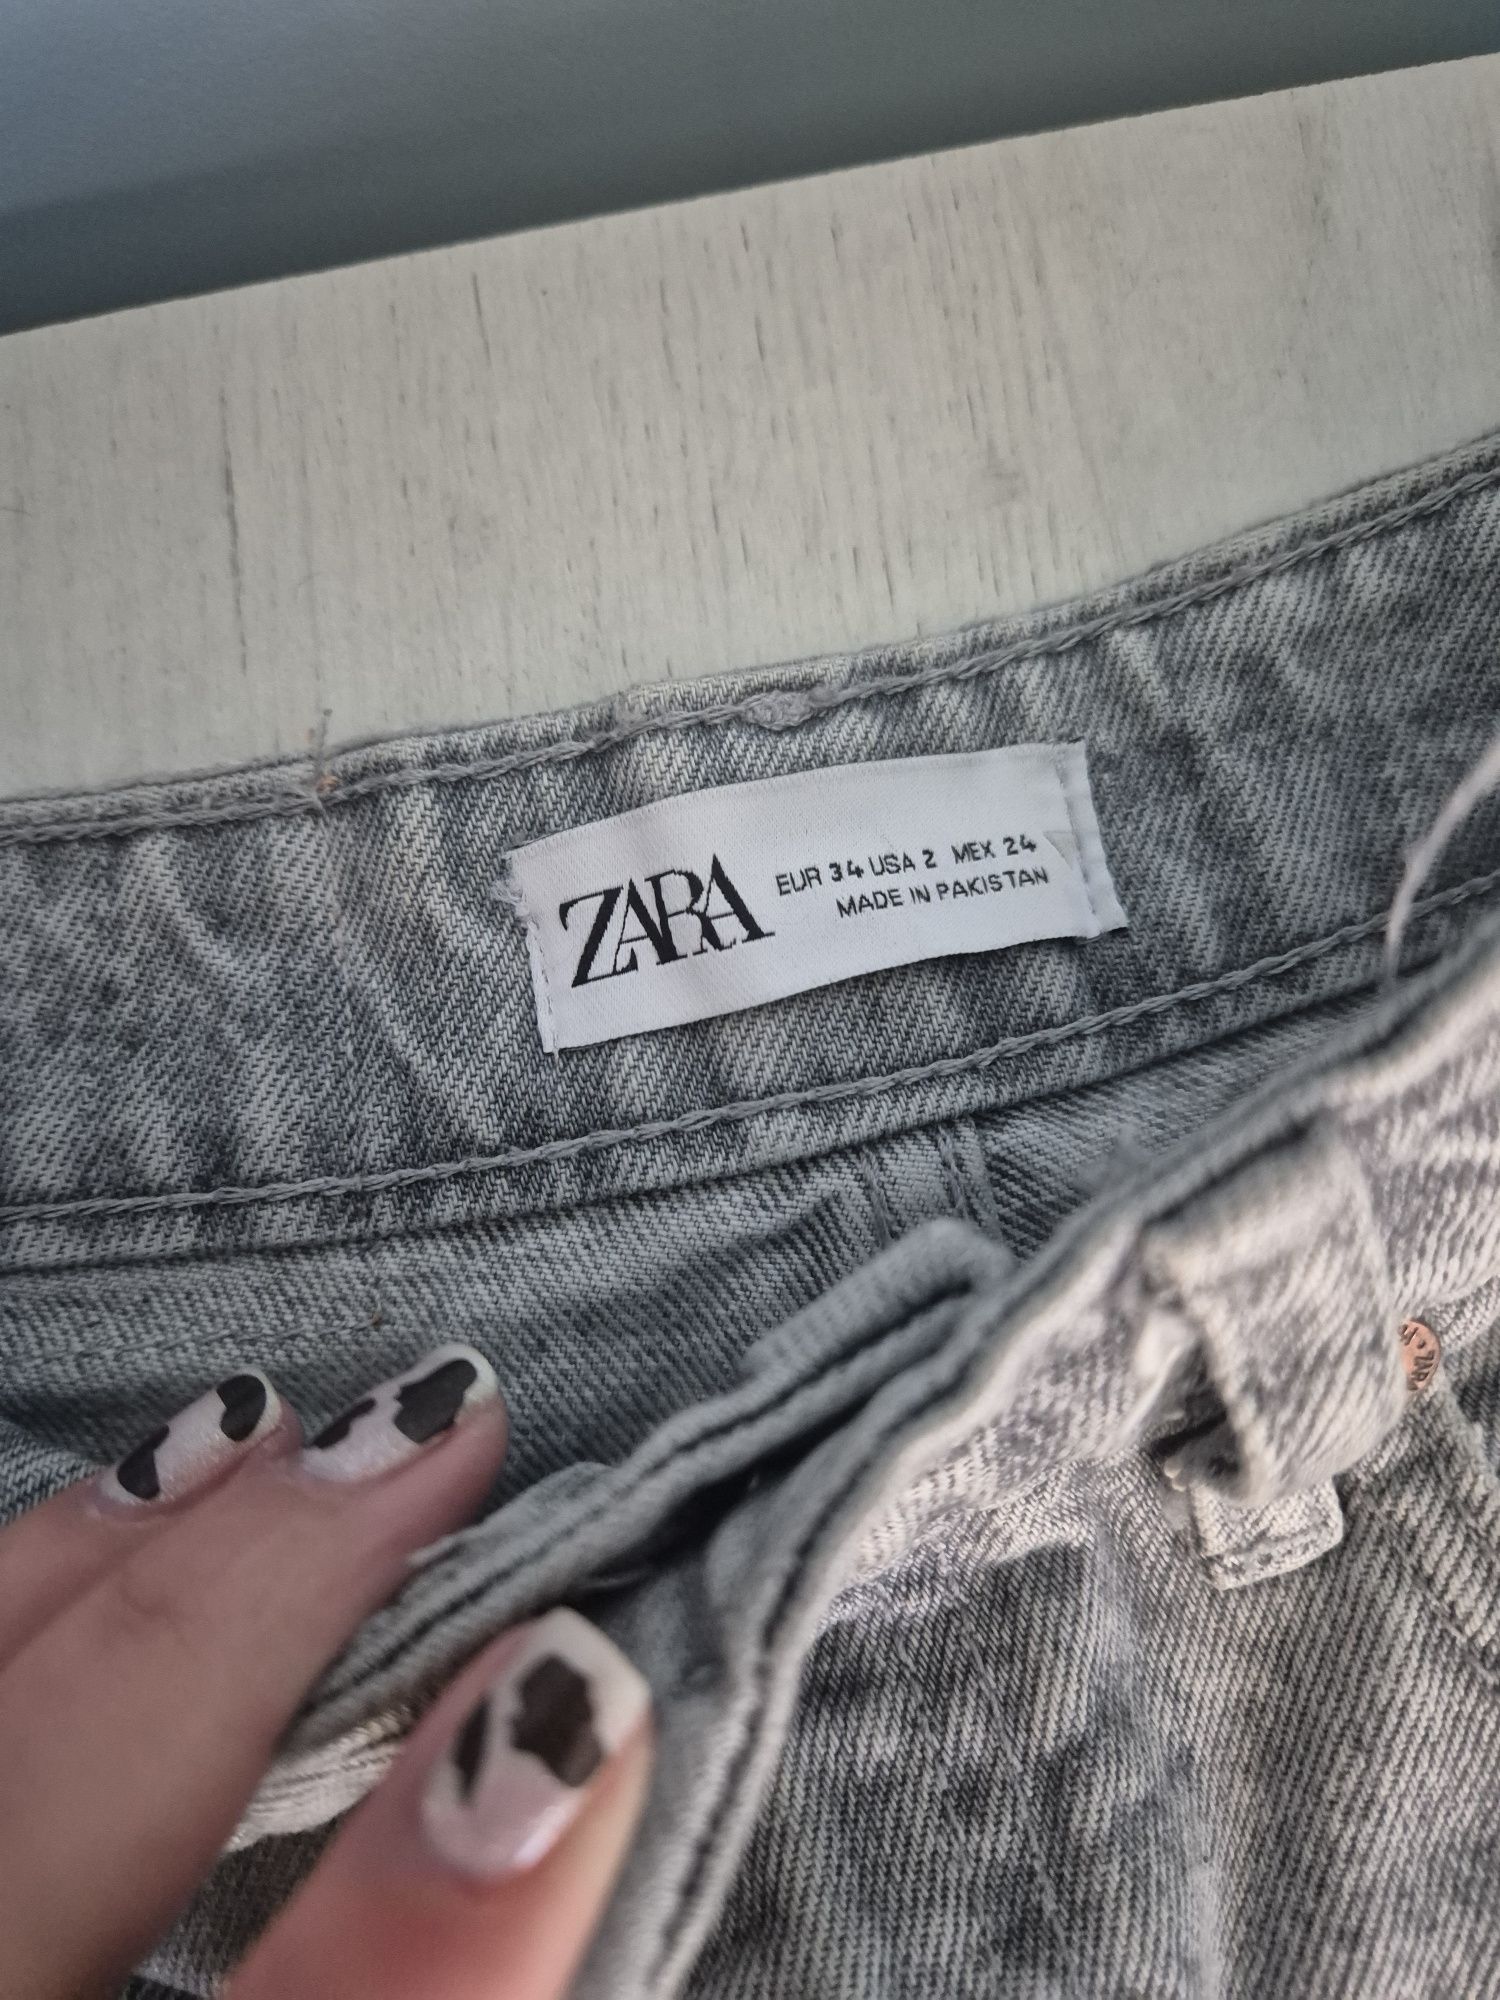 ZARA
EUR 34 USA 2 MEX 24
MADE IN PAKISTAN